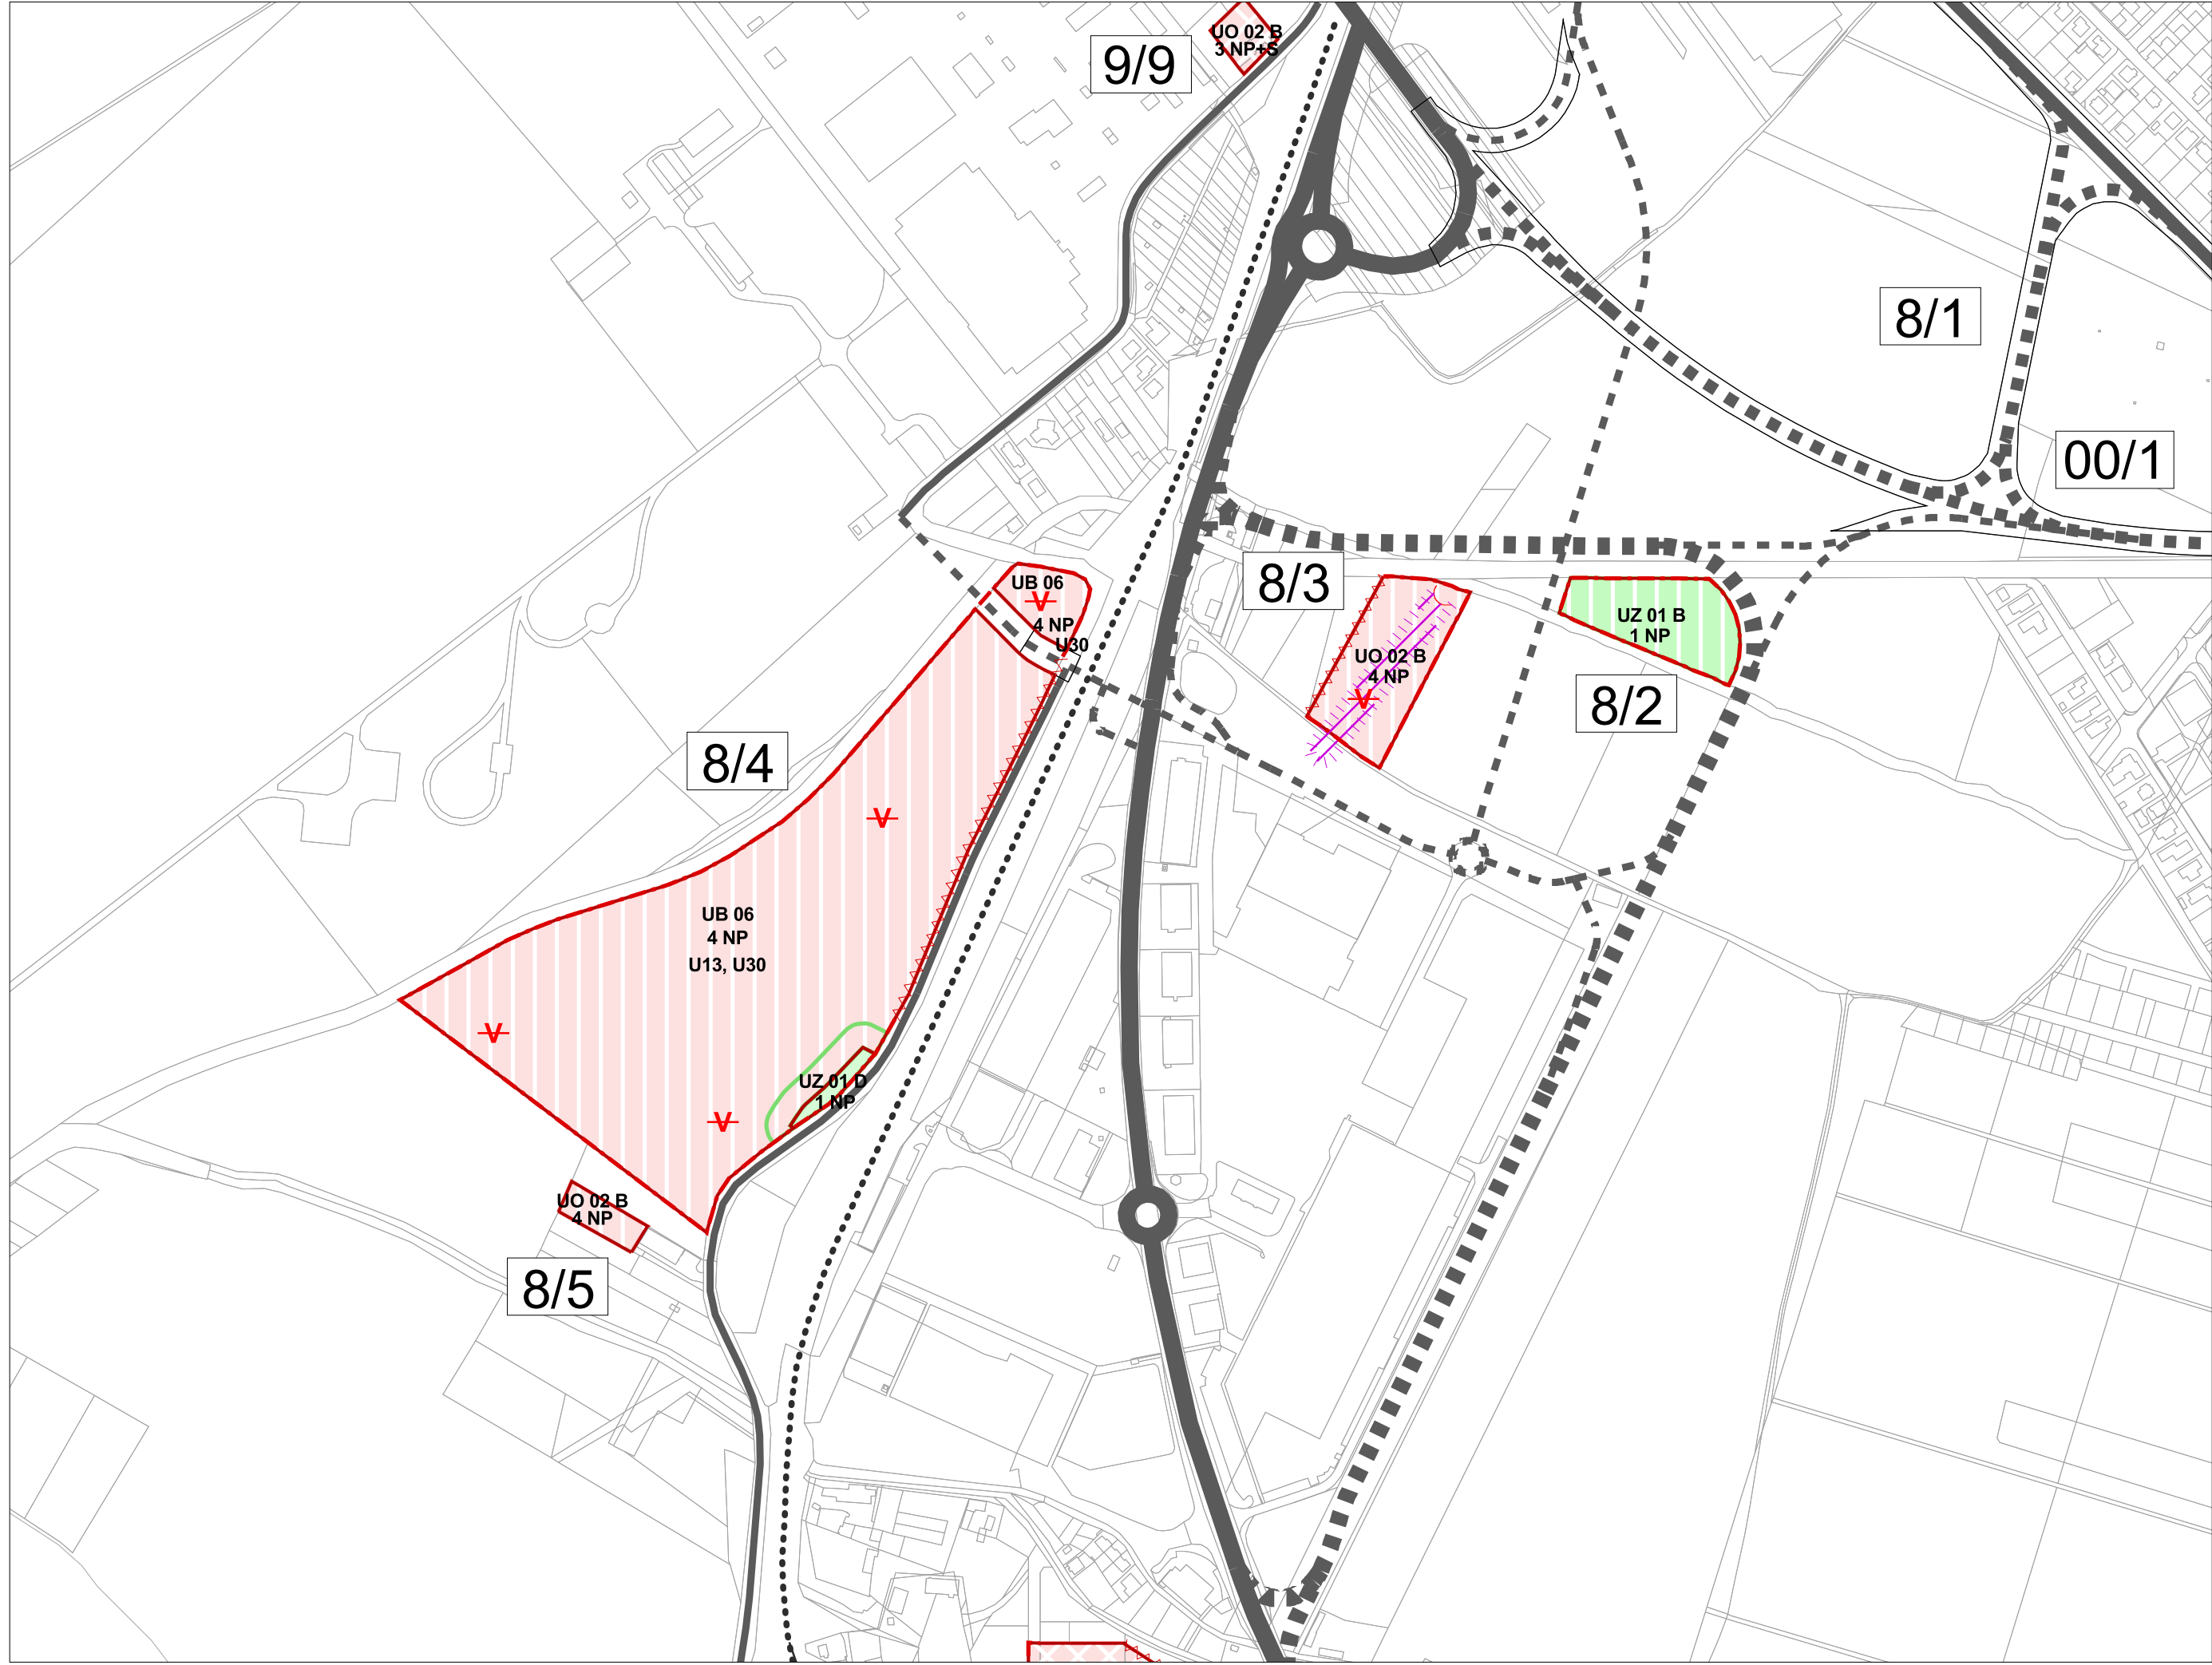 UO 02 B
3 NP+S
9/9
8/1
00/1
UB 06
V
4 NP
U30
8/3
UZ 01 B
1 NP
UO 02 B
4 NP
V
8/2
8/4
V
UB 06
4 NP
U13, U30
V
UZ 01 D
1 NP
V
UO 02 B
4 NP
8/5